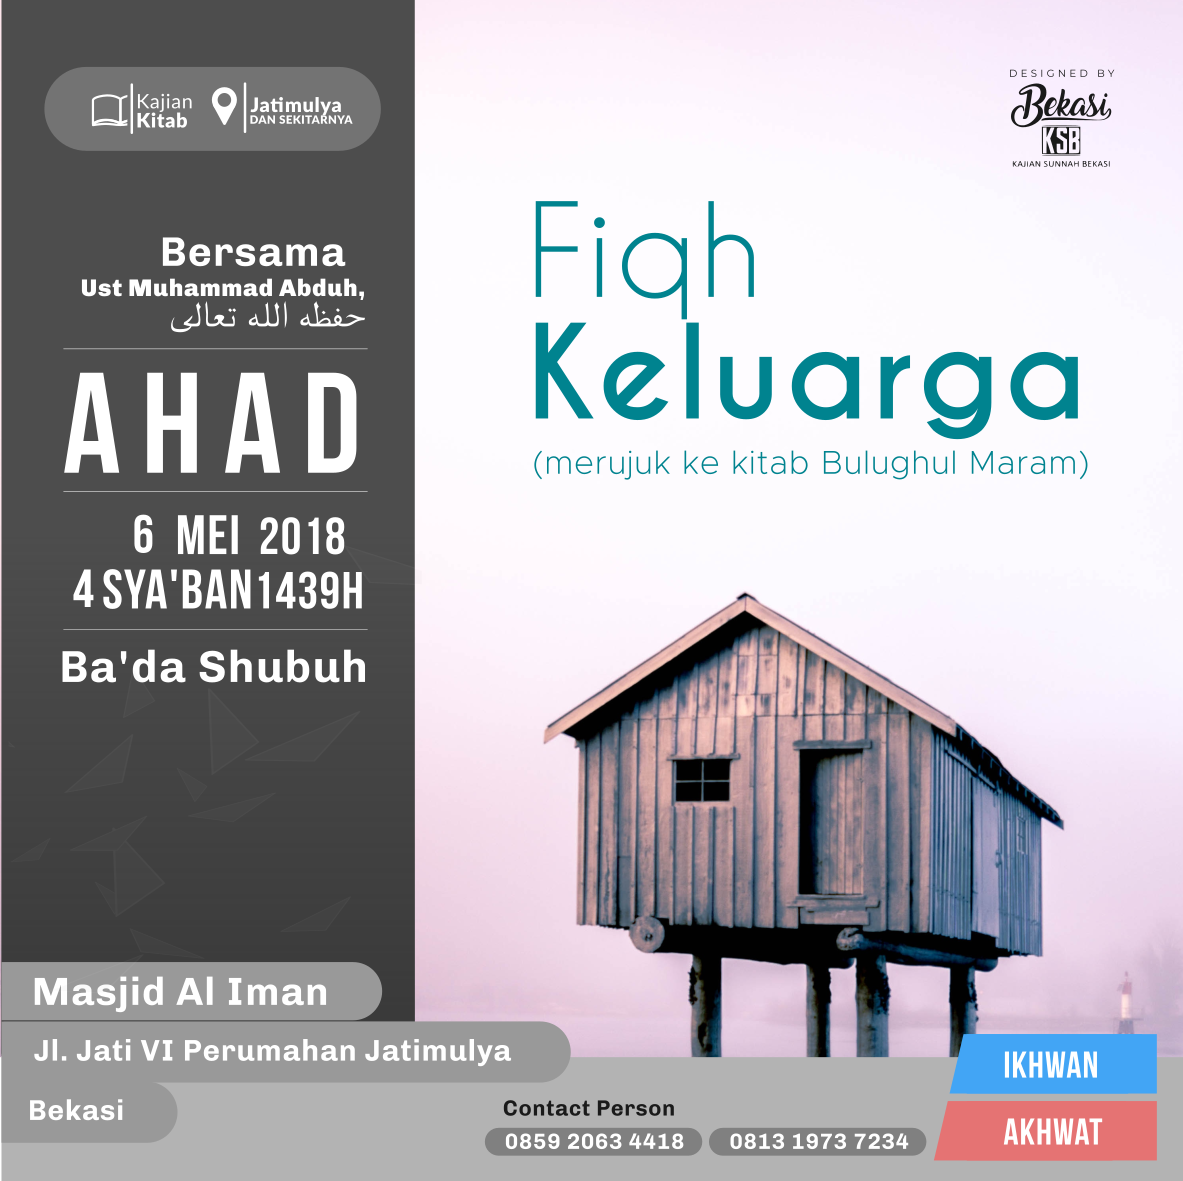 Kajian
Kitab
Jatimulya
DAN SEKITARNYA
Bersama
Ust Muhammad Abduh,
حفظه الله تعالى
AHAD
6 MEI 2018
4 SYA'BAN 1439H
Ba'da Shubuh
DESIGNED BY
Bekasi
KSB
KAJIAN SUNNAH BEKASI
Fiqh
Keluarga
(merujuk ke kitab Bulughul Maram)
Masjid Al Iman
Jl. Jati VI Perumahan Jatimulya
Bekasi
Contact Person
0859 2063 4418
0813 1973 7234
IKHWAN
AKHWAT